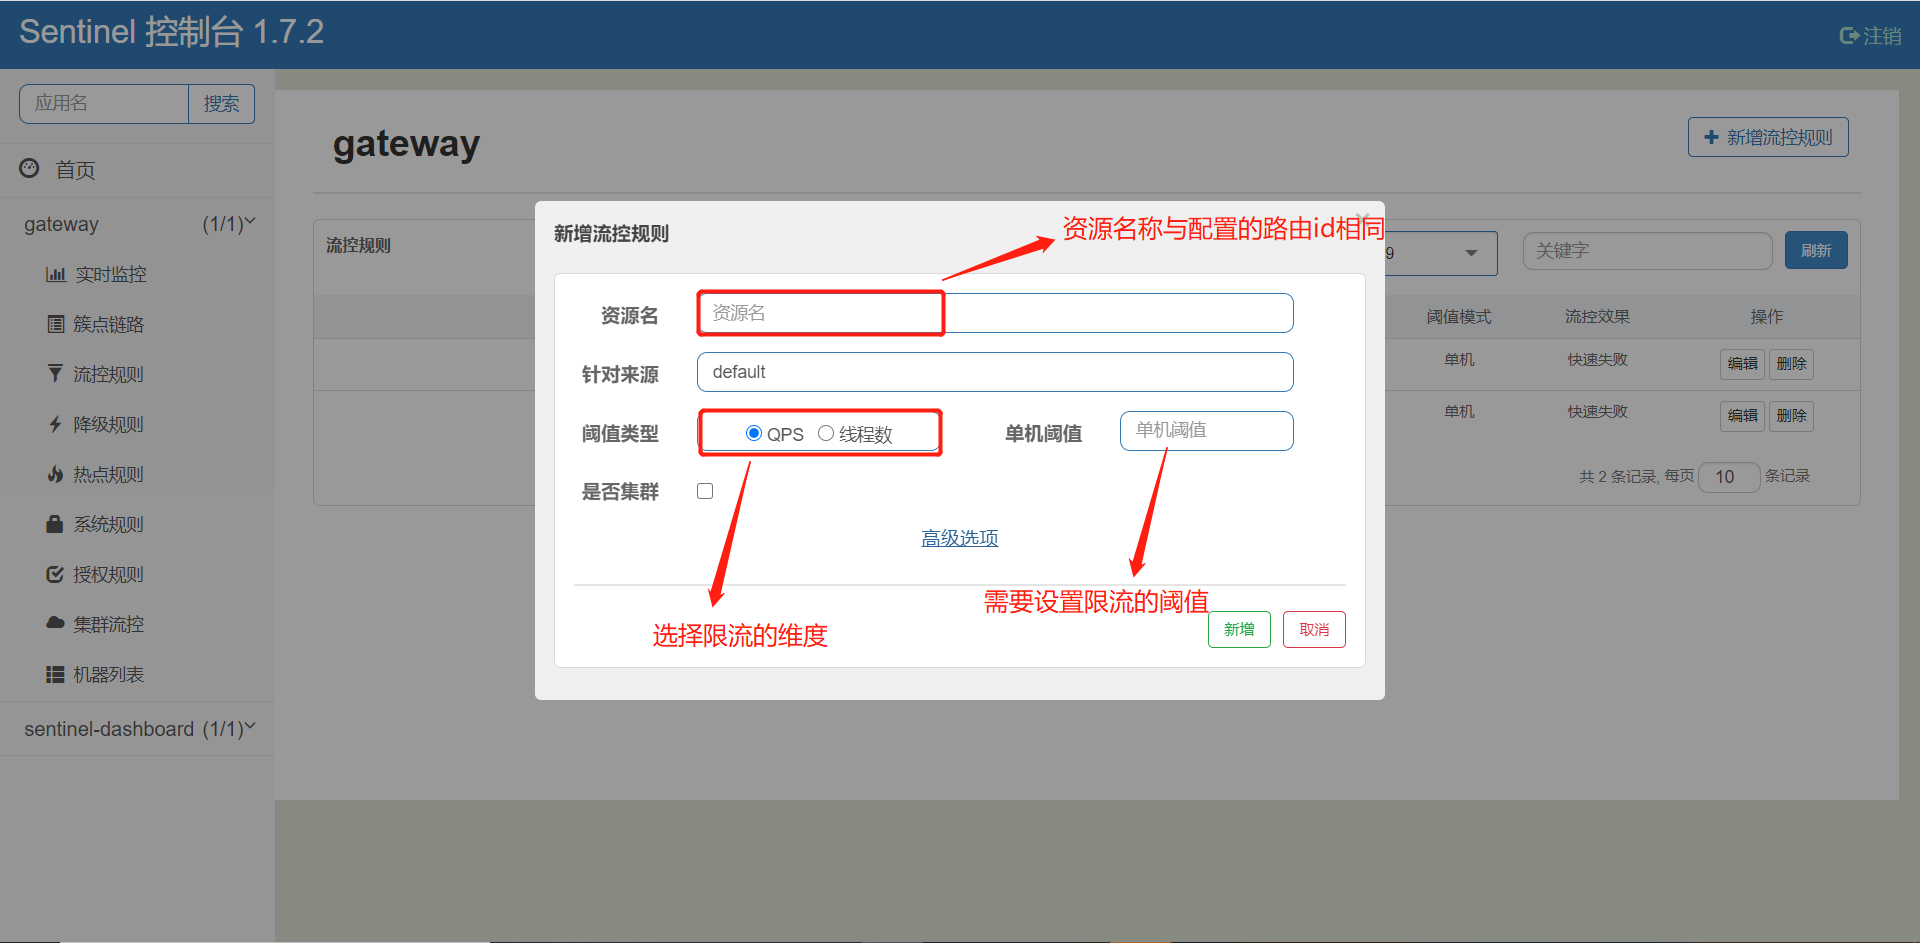 Sentinel 控制台 1.7.2
注销
应用名
搜索
首页
gateway (1/1)
实时监控
簇点链路
流控规则
降级规则
热点规则
系统规则
授权规则
集群流控
机器列表
sentinel-dashboard (1/1)
gateway
新增流控规则
流控规则
9
关键字
刷新
阈值模式 流控效果 操作
单机 快速失败 编辑 删除
单机 快速失败 编辑 删除
共 2 条记录, 每页 10 条记录
新增流控规则
×
资源名称与配置的路由id相同
资源名 资源名
针对来源 default
阈值类型 QPS 线程数 单机阈值 单机阈值
是否集群
高级选项
需要设置限流的阈值
选择限流的维度
新增 取消